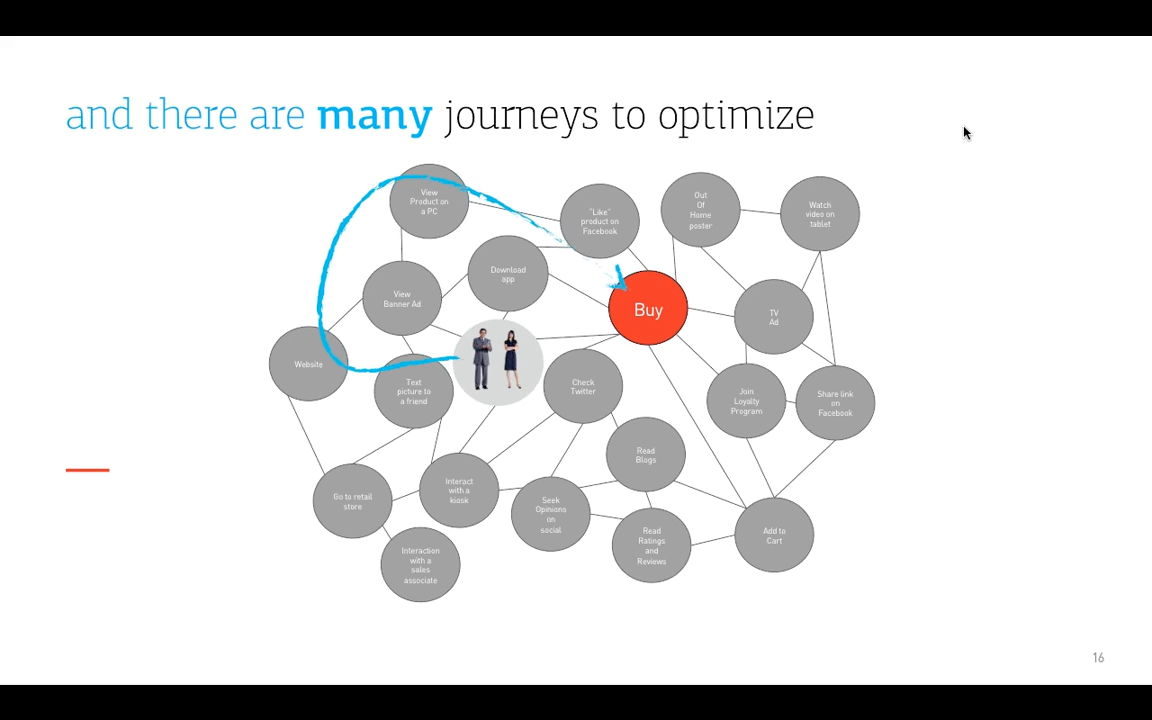 and there are many journeys to optimize
View
Product on
a PC
"Like"
product on
Facebook
Out
Of
Home
poster
Watch
video on
tablet
Download
app
View
Banner Ad
Buy
TV
Ad
Website
Text
picture to
a friend
Check
Twitter
Join
Loyalty
Program
Share link
on
Facebook
Read
Blogs
Interact
with a
kiosk
Go to retail
store
Seek
Opinions
on
social
Read
Ratings
and
Reviews
Add to
Cart
Interaction
with a
sales
associate
16